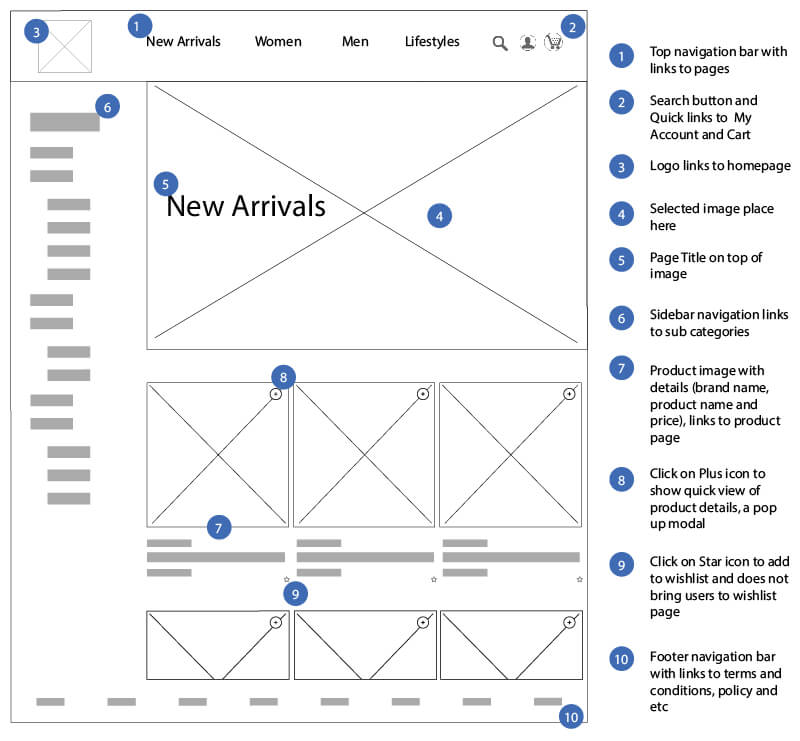 1
2
3
New Arrivals Women Men Lifestyles
6
5
New Arrivals
4
8
7
9
10
1 Top navigation bar with
links to pages
2 Search button and
Quick links to My
Account and Cart
3 Logo links to homepage
4 Selected image place
here
5 Page Title on top of
image
6 Sidebar navigation links
to sub categories
7 Product image with
details (brand name,
product name and
price), links to product
page
8 Click on Plus icon to
show quick view of
product details, a pop
up modal
9 Click on Star icon to add
to wishlist and does not
bring users to wishlist
page
10 Footer navigation bar
with links to terms and
conditions, policy and
etc